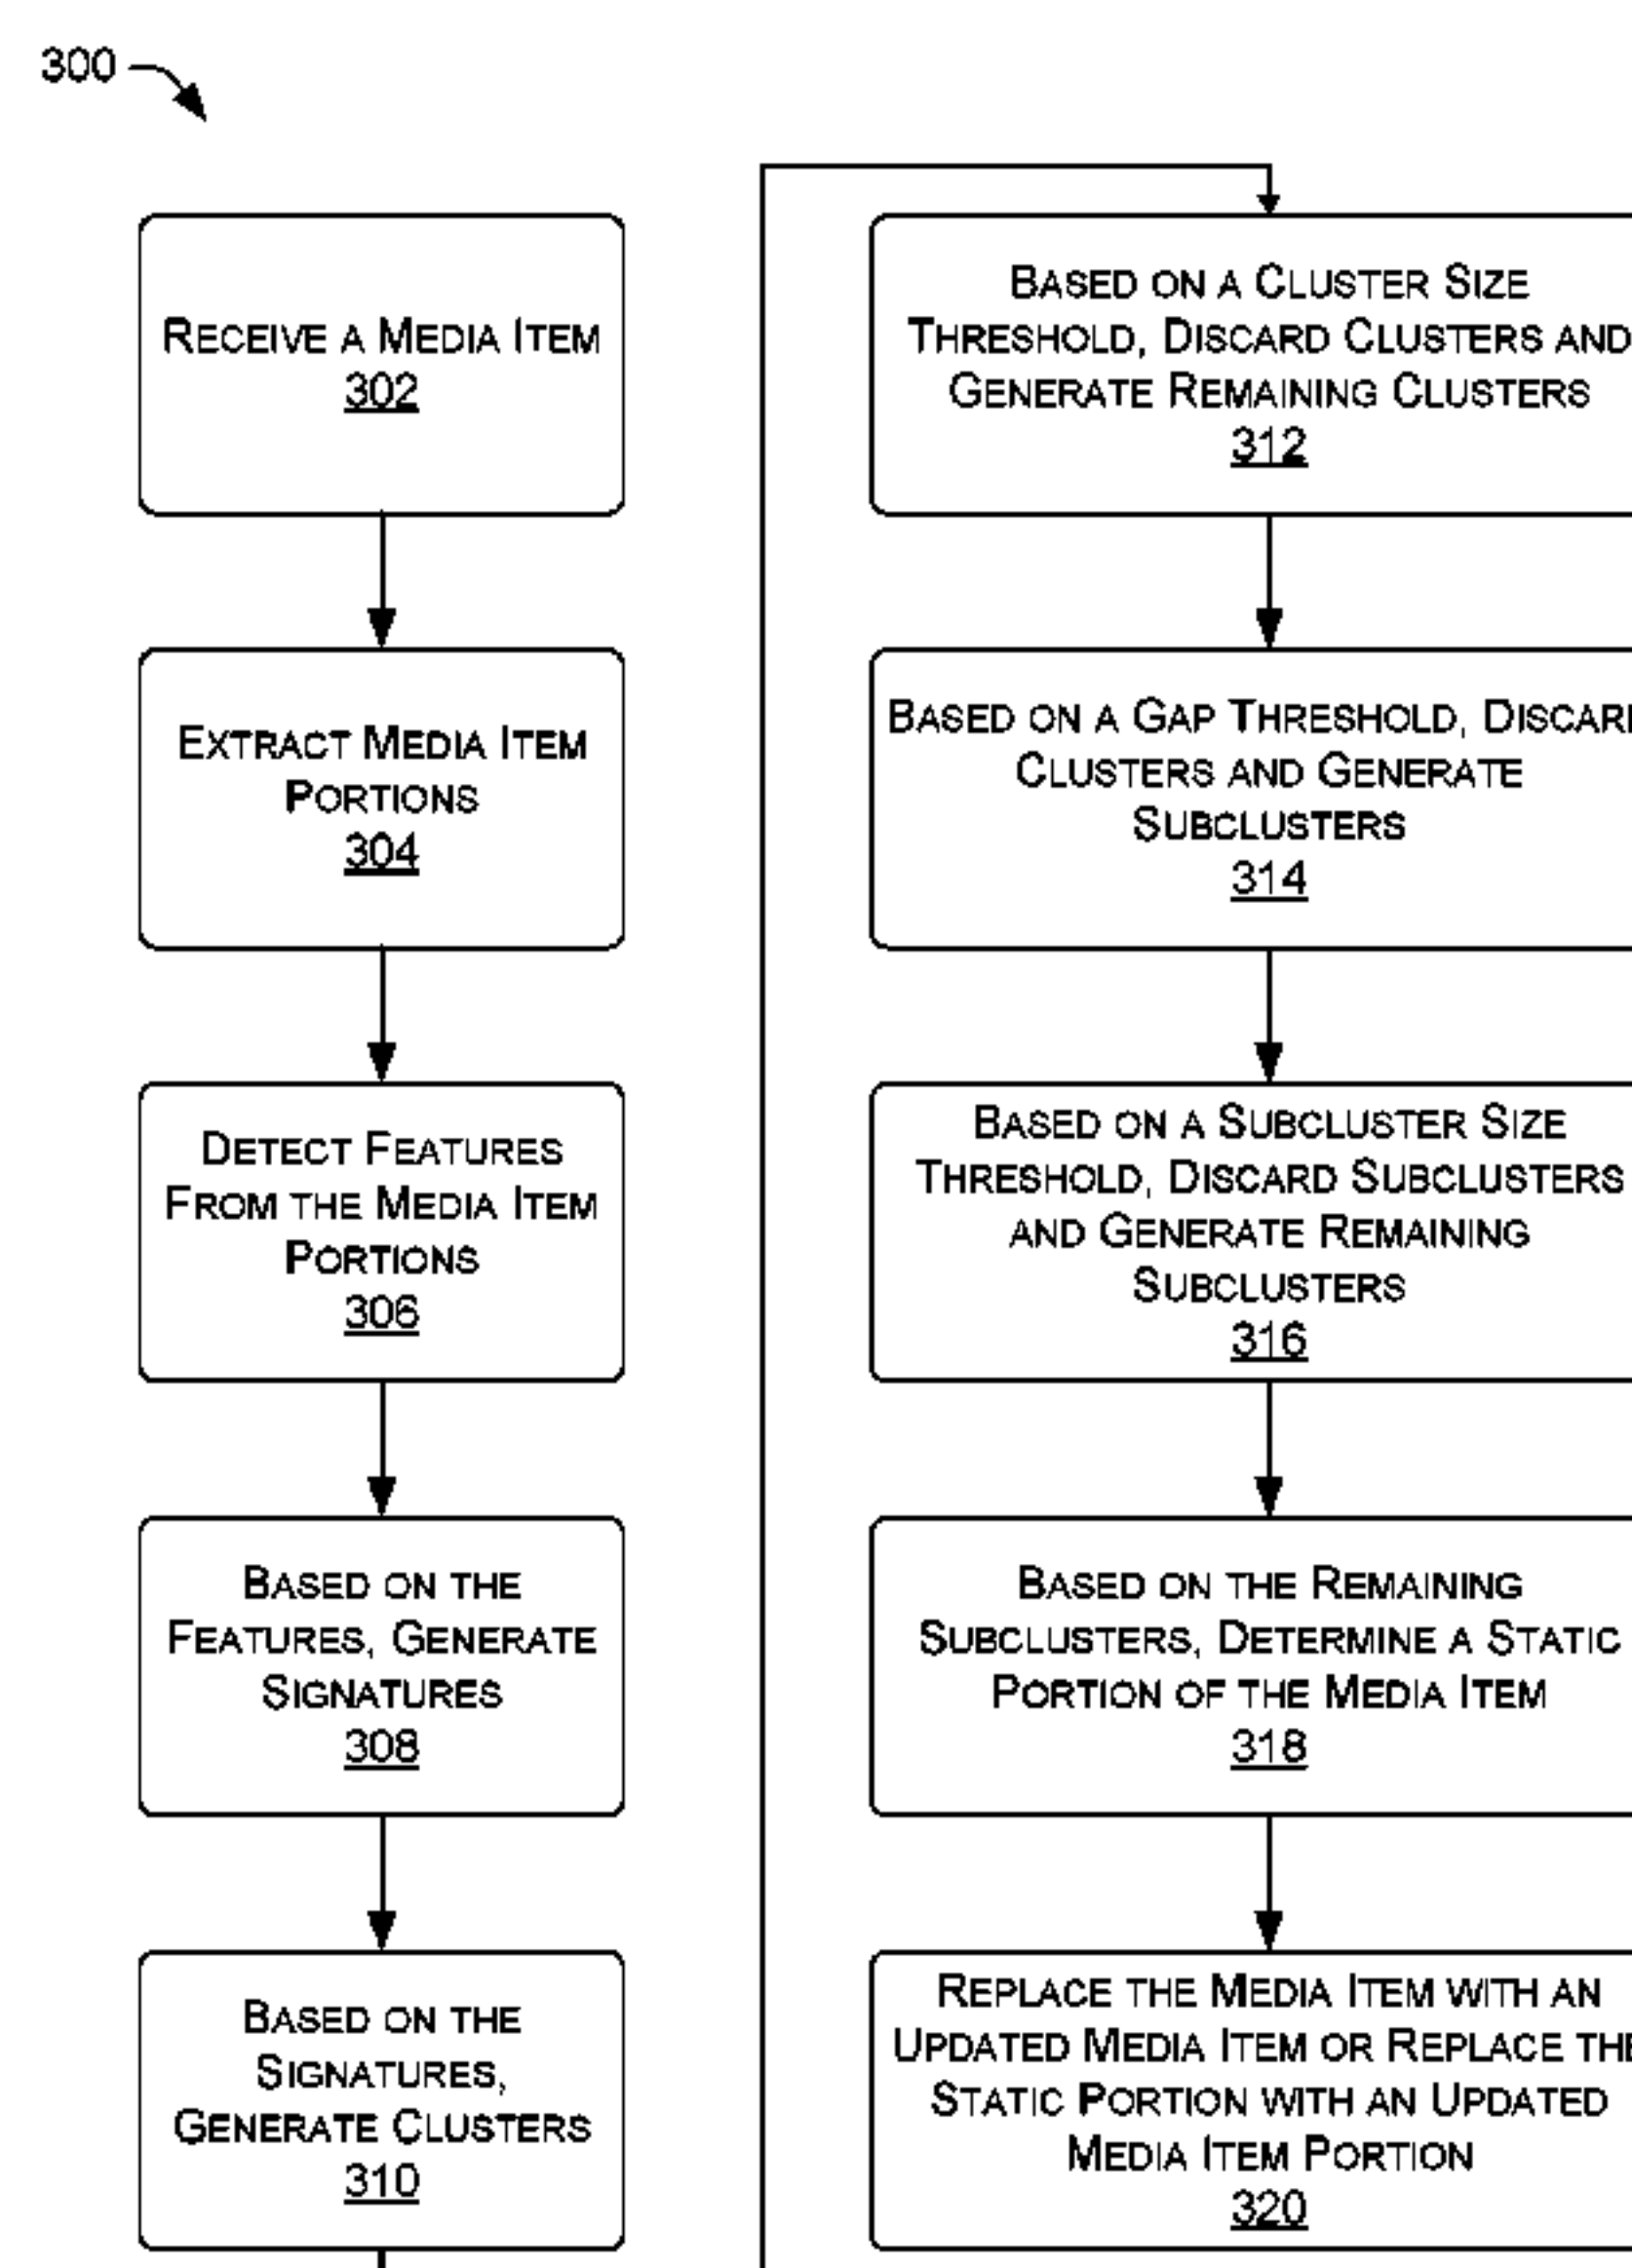 300
RECEIVE A MEDIA ITEM
302
EXTRACT MEDIA ITEM
PORTIONS
304
DETECT FEATURES
FROM THE MEDIA ITEM
PORTIONS
306
BASED ON THE
FEATURES, GENERATE
SIGNATURES
308
BASED ON THE
SIGNATURES,
GENERATE CLUSTERS
310
BASED ON A CLUSTER SIZE
THRESHOLD, DISCARD CLUSTERS AND
GENERATE REMAINING CLUSTERS
312
BASED ON A GAP THRESHOLD, DISCARD
CLUSTERS AND GENERATE
SUBCLUSTERS
314
BASED ON A SUBCLUSTER SIZE
THRESHOLD, DISCARD SUBCLUSTERS
AND GENERATE REMAINING
SUBCLUSTERS
316
BASED ON THE REMAINING
SUBCLUSTERS, DETERMINE A STATIC
PORTION OF THE MEDIA ITEM
318
REPLACE THE MEDIA ITEM WITH AN
UPDATED MEDIA ITEM OR REPLACE THE
STATIC PORTION WITH AN UPDATED
MEDIA ITEM PORTION
320